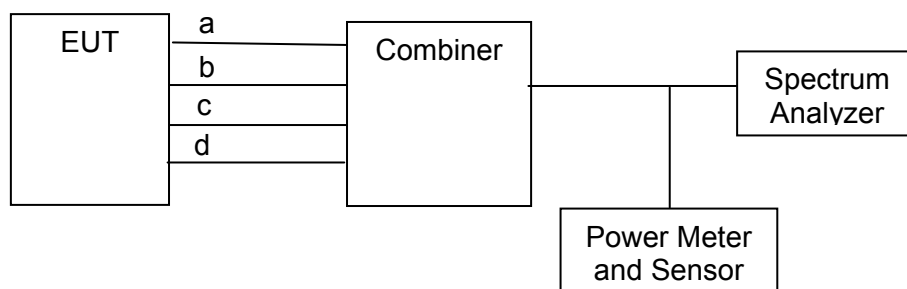 EUT
a
b
c
d
Combiner
Spectrum
Analyzer
Power Meter
and Sensor